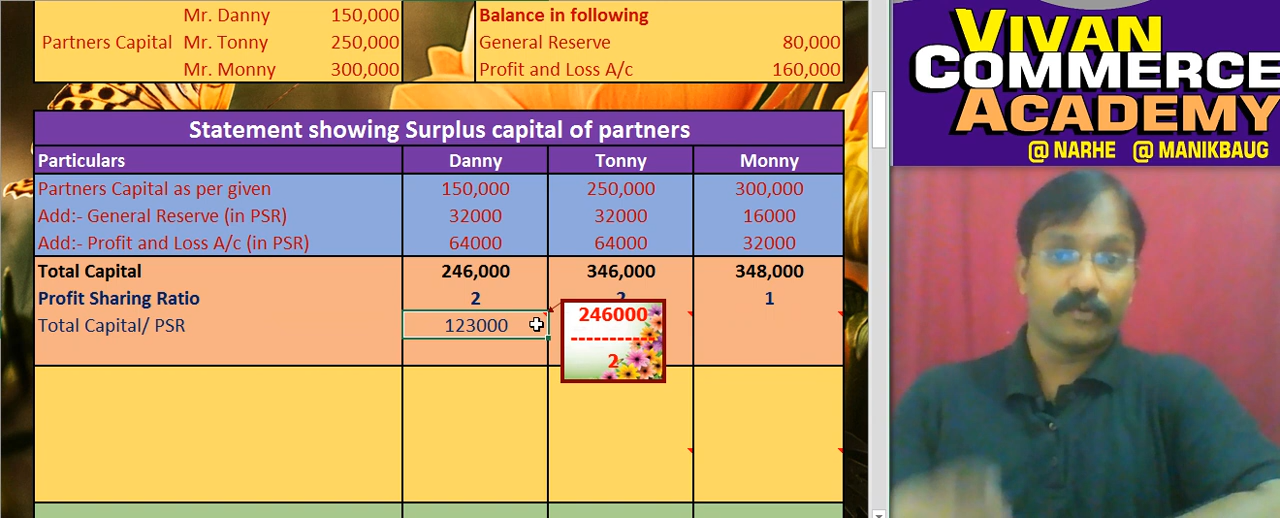 Mr. Danny 150,000
Partners Capital Mr. Tonny 250,000
Mr. Monny 300,000
Balance in following
General Reserve 80,000
Profit and Loss A/c 160,000
Statement showing Surplus capital of partners
Particulars Danny Tonny Monny
Partners Capital as per given 150,000 250,000 300,000
Add:- General Reserve (in PSR) 32000 32000 16000
Add:- Profit and Loss A/c (in PSR) 64000 64000 32000
Total Capital 246,000 346,000 348,000
Profit Sharing Ratio 2 2 1
Total Capital/ PSR 123000
246000
---------------
2
VIVAN
COMMERCE
ACADEMY
@ NARHE @ MANIKBAUG